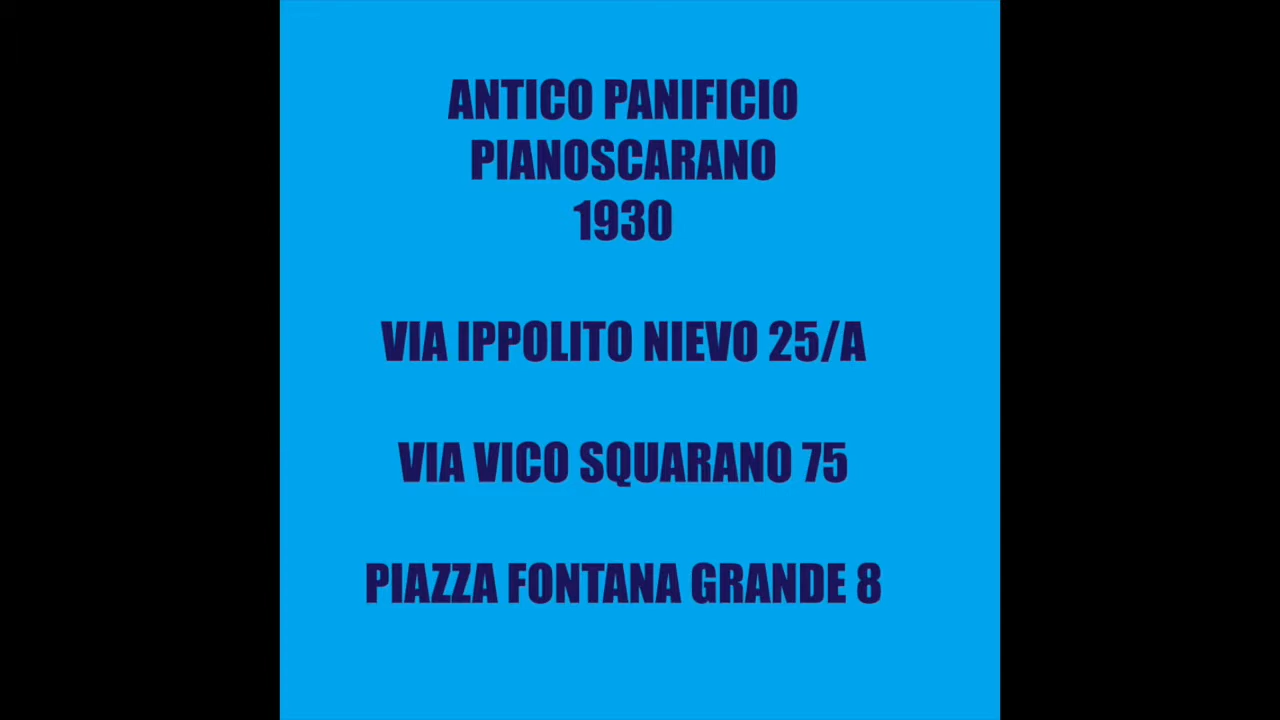 ANTICO PANIFICIO
PIANOSCARANO
1930
VIA IPPOLITO NIEVO 25/A
VIA VICO SQUARANO 75
PIAZZA FONTANA GRANDE 8